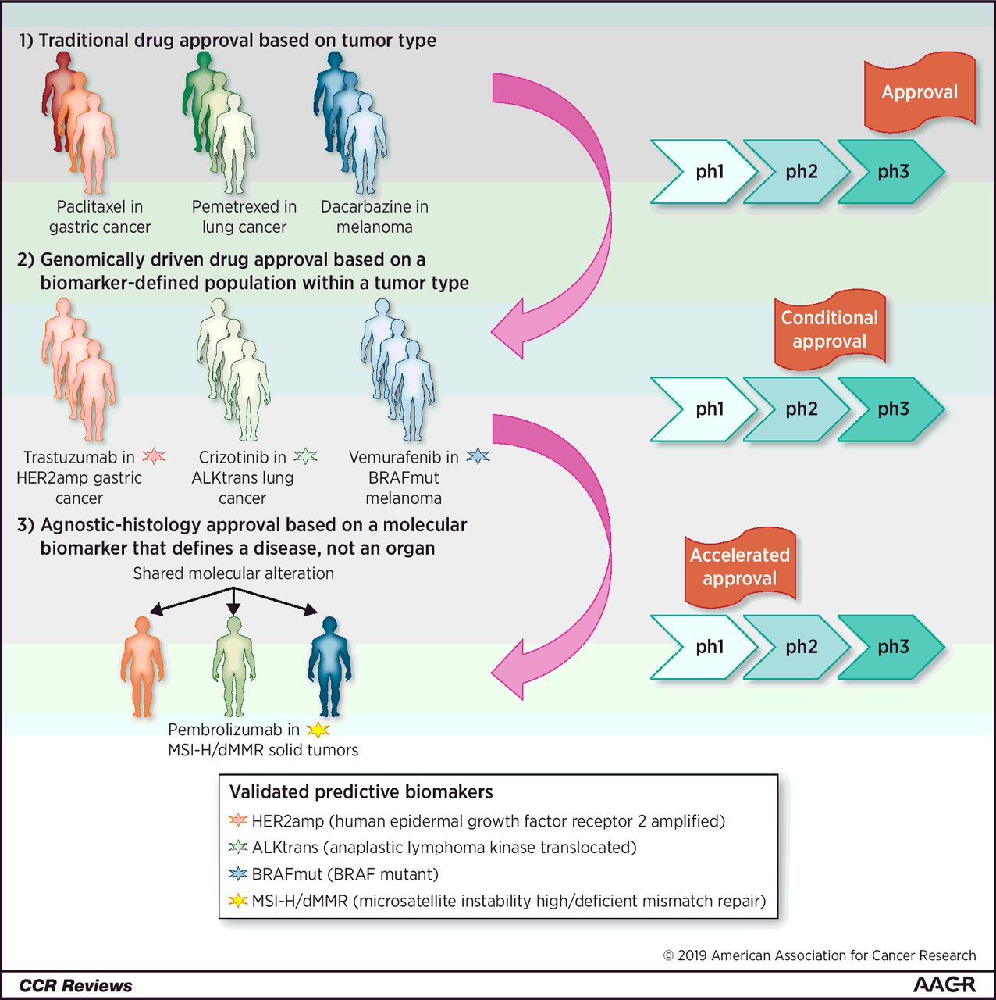 1) Traditional drug approval based on tumor type
Paclitaxel in
gastric cancer
Pemetrexed in
lung cancer
Dacarbazine in
melanoma
Approval
ph1
ph2
ph3
2) Genomically driven drug approval based on a
biomarker-defined population within a tumor type
Trastuzumab in
HER2amp gastric
cancer
Crizotinib in
ALKtrans lung
cancer
Vemurafenib in
BRAFmut
melanoma
Conditional
approval
ph1
ph2
ph3
3) Agnostic-histology approval based on a molecular
biomarker that defines a disease, not an organ
Shared molecular alteration
Pembrolizumab in
MSI-H/dMMR solid tumors
Accelerated
approval
ph1
ph2
ph3
Validated predictive biomakers
HER2amp (human epidermal growth factor receptor 2 amplified)
ALKtrans (anaplastic lymphoma kinase translocated)
BRAFmut (BRAF mutant)
MSI-H/dMMR (microsatellite instability high/deficient mismatch repair)
© 2019 American Association for Cancer Research
CCR Reviews
AACR